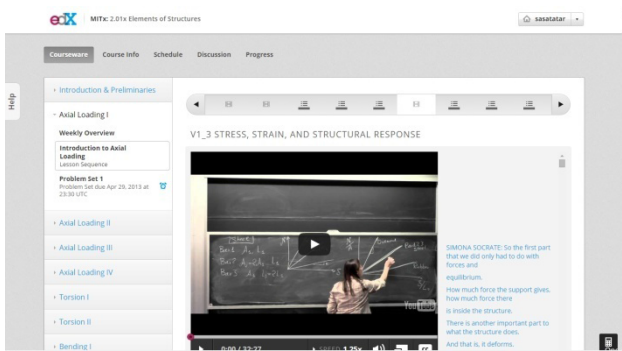 edX MITx: 2.01x Elements of Structures
sasatatar
Courseware Course Info Schedule Discussion Progress
Help
Introduction & Preliminaries
Axial Loading I
Weekly Overview
Introduction to Axial
Loading
Lesson Sequence
Problem Set 1
Problem Set due Apr 29, 2013 at
23:30 UTC
Axial Loading II
Axial Loading III
Axial Loading IV
Torsion I
Torsion II
Bending I
V1_3 STRESS, STRAIN, AND STRUCTURAL RESPONSE
YouTube
0:00 / 32:27
SPEED 1.25x
CC
SIMONA SOCRATE: So the first part
that we did only had to do with
forces and
equilibrium.
How much force the support gives.
how much force there
is inside the structure.
There is another important part to
what the structure does.
And that is, it deforms.